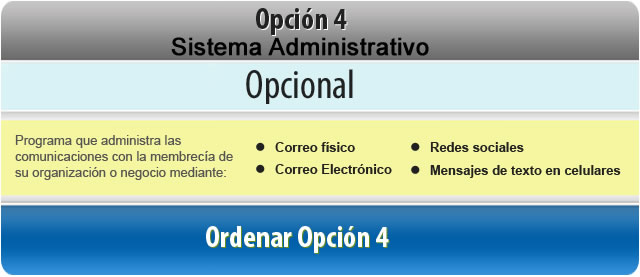 Opción 4
Sistema Administrativo
Opcional
Programa que administra las
comunicaciones con la membrecía de
su organización o negocio mediante:
● Correo físico
● Correo Electrónico
● Redes sociales
● Mensajes de texto en celulares
Ordenar Opción 4